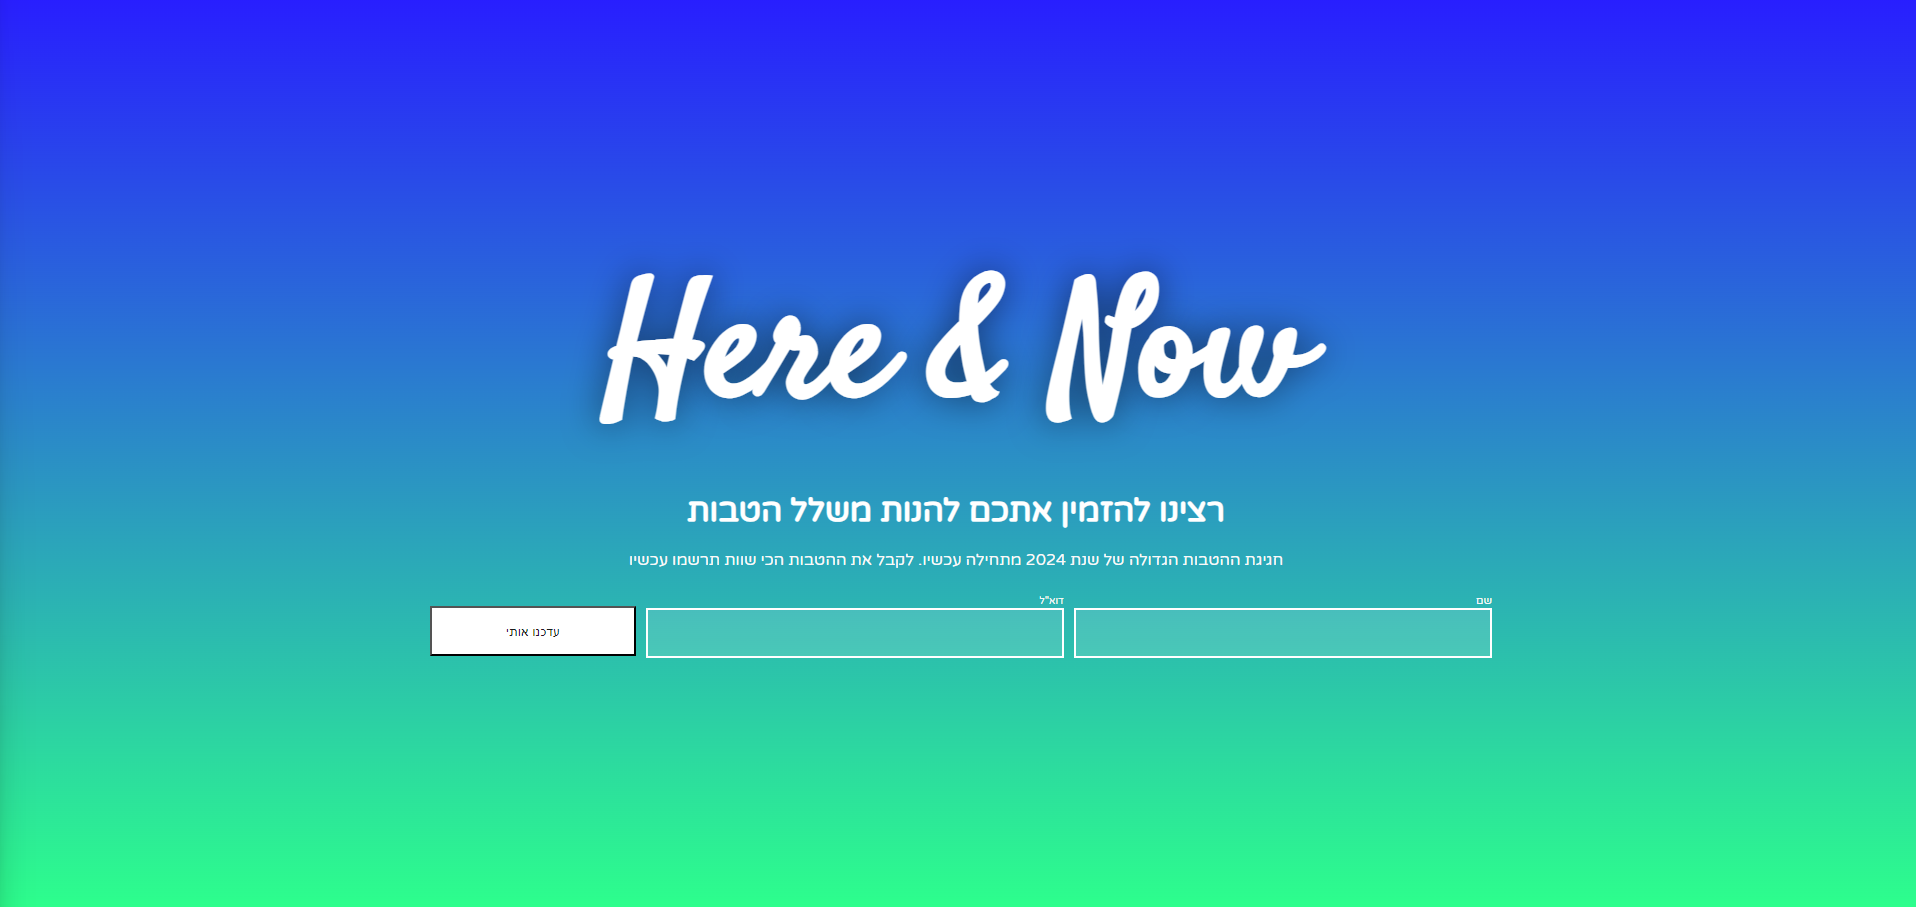 Here & Now
רצינו להזמין אתכם להנות משלל הטבות
חגיגת ההטבות הגדולה של שנת 2024 מתחילה עכשיו. לקבל את ההטבות הכי שוות תרשמו עכשיו
שם
דוא"ל
עדכנו אותי